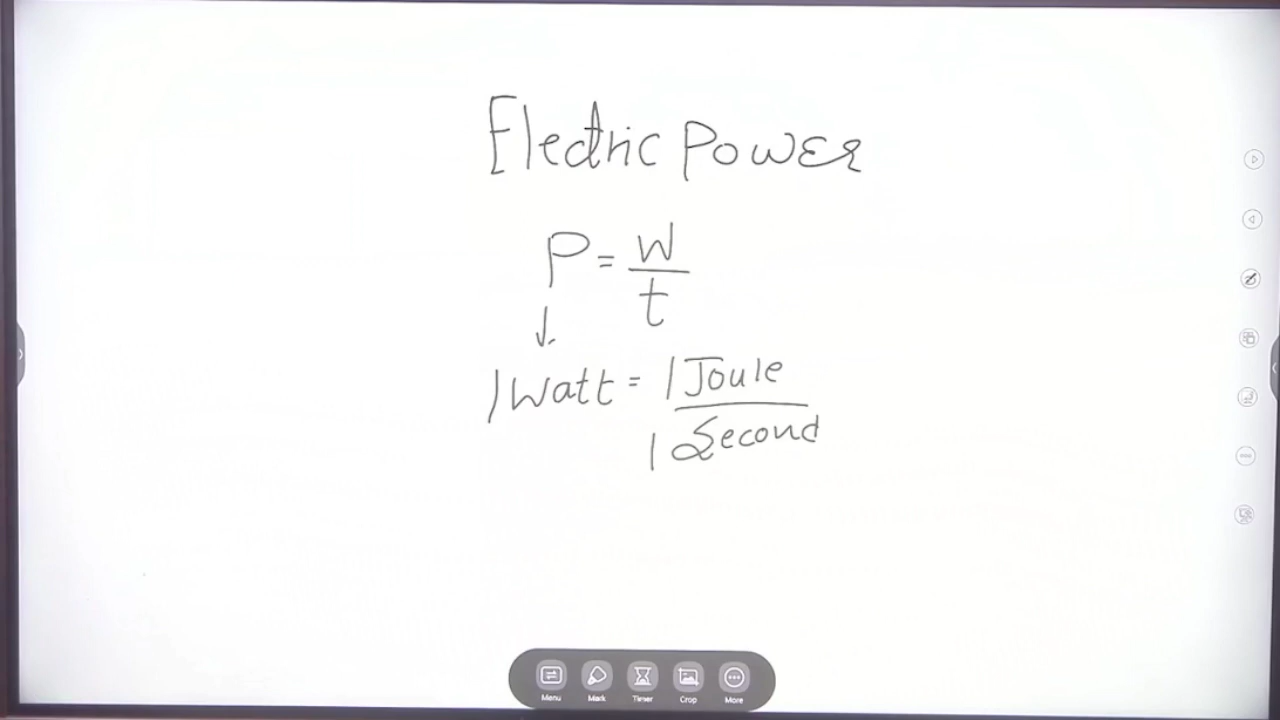 Electric Power
P = W/t
↓
1 Watt = 1 Joule/1 Second
Menu Mark Timer Crop More